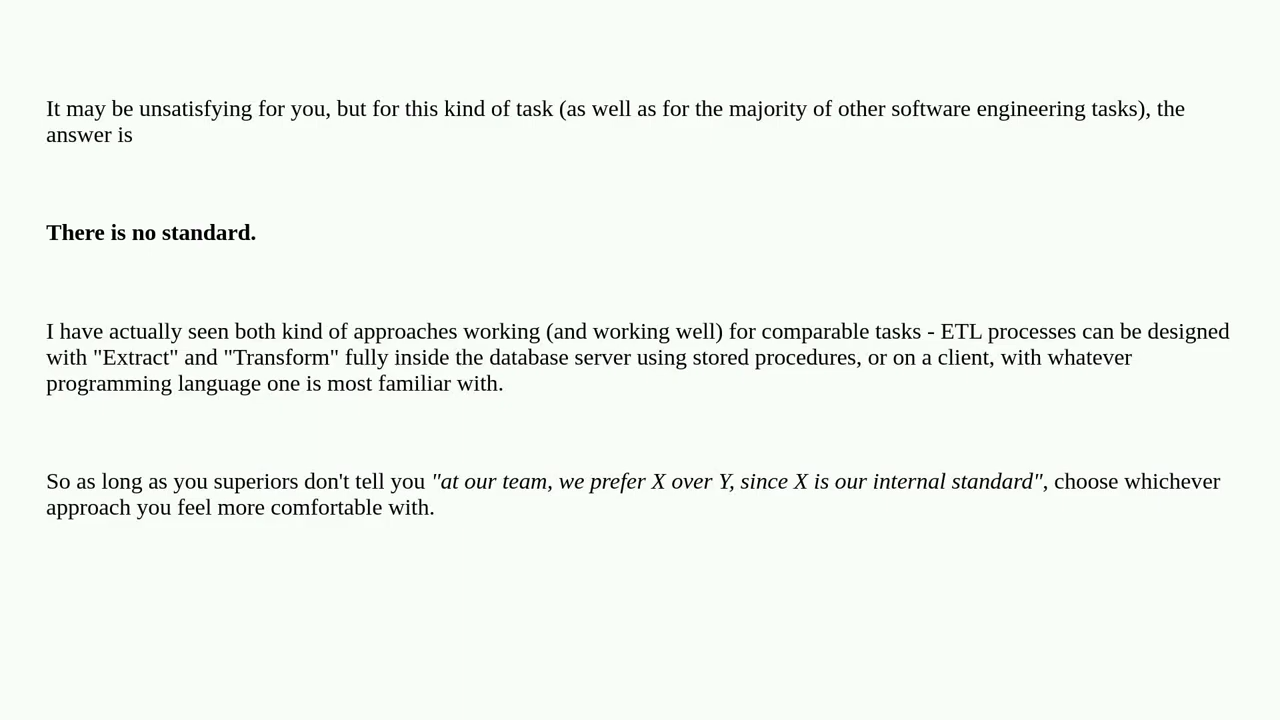 It may be unsatisfying for you, but for this kind of task (as well as for the majority of other software engineering tasks), the
answer is
There is no standard.
I have actually seen both kind of approaches working (and working well) for comparable tasks - ETL processes can be designed
with "Extract" and "Transform" fully inside the database server using stored procedures, or on a client, with whatever
programming language one is most familiar with.
So as long as you superiors don't tell you "at our team, we prefer X over Y, since X is our internal standard", choose whichever
approach you feel more comfortable with.